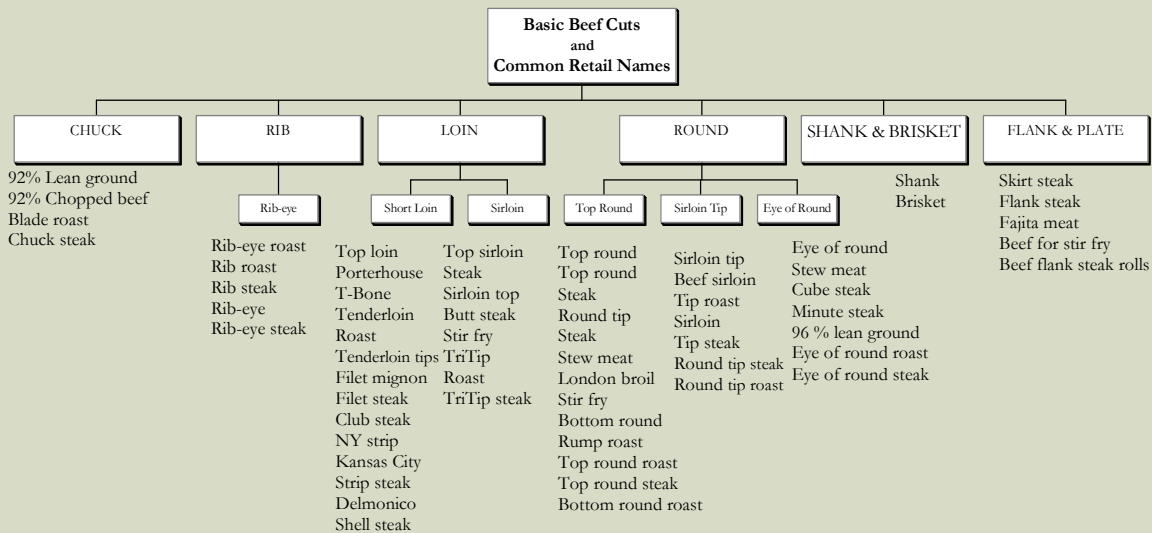 Basic Beef Cuts
and
Common Retail Names
CHUCK
92% Lean ground
92% Chopped beef
Blade roast
Chuck steak
RIB
Rib-eye
Rib-eye roast
Rib roast
Rib steak
Rib-eye
Rib-eye steak
LOIN
Short Loin
Top loin
Porterhouse
T-Bone
Tenderloin
Roast
Tenderloin tips
Filet mignon
Filet steak
Club steak
NY strip
Kansas City
Strip steak
Delmonico
Shell steak
Sirloin
Top sirloin
Steak
Sirloin top
Butt steak
Stir fry
TriTip
Roast
TriTip steak
ROUND
Top Round
Top round
Top round
Steak
Round tip
Steak
Stew meat
London broil
Stir fry
Bottom round
Rump roast
Top round roast
Top round steak
Bottom round roast
Sirloin Tip
Sirloin tip
Beef sirloin
Tip roast
Sirloin
Tip steak
Round tip steak
Round tip roast
Eye of Round
Eye of round
Stew meat
Cube steak
Minute steak
96 % lean ground
Eye of round roast
Eye of round steak
SHANK & BRISKET
Shank
Brisket
FLANK & PLATE
Skirt steak
Flank steak
Fajita meat
Beef for stir fry
Beef flank steak rolls